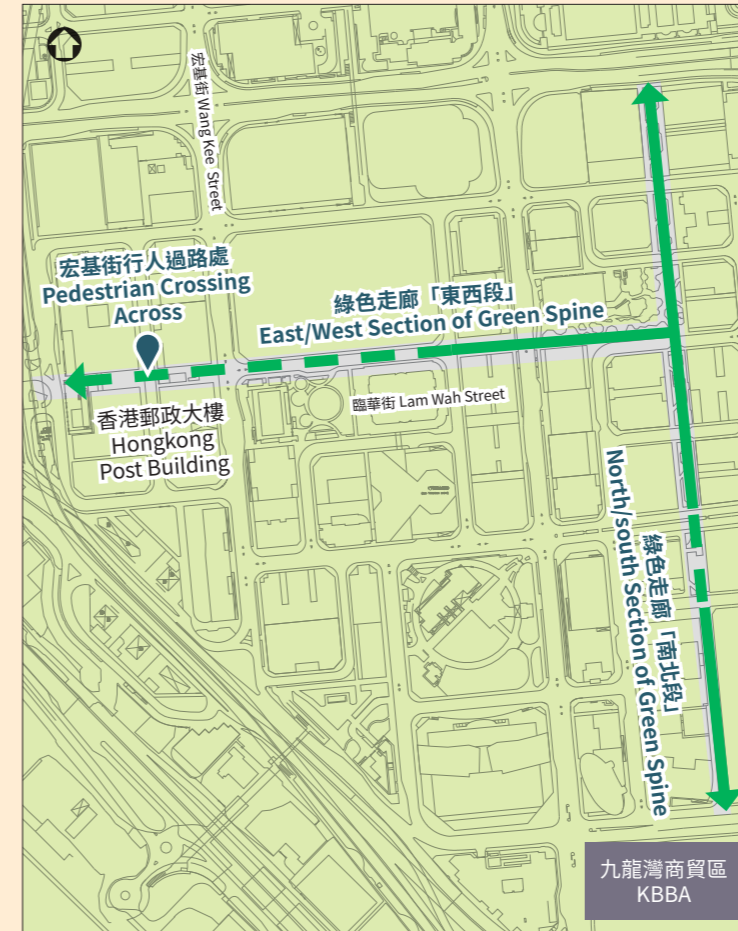 宏基街 Wang Kee Street
宏基街行人過路處
Pedestrian Crossing
Across
綠色走廊「東西段」
East/West Section of Green Spine
臨華街 Lam Wah Street
香港郵政大樓
Hongkong
Post Building
綠色走廊「南北段」
North/south Section of Green Spine
九龍灣商貿區
KBBA